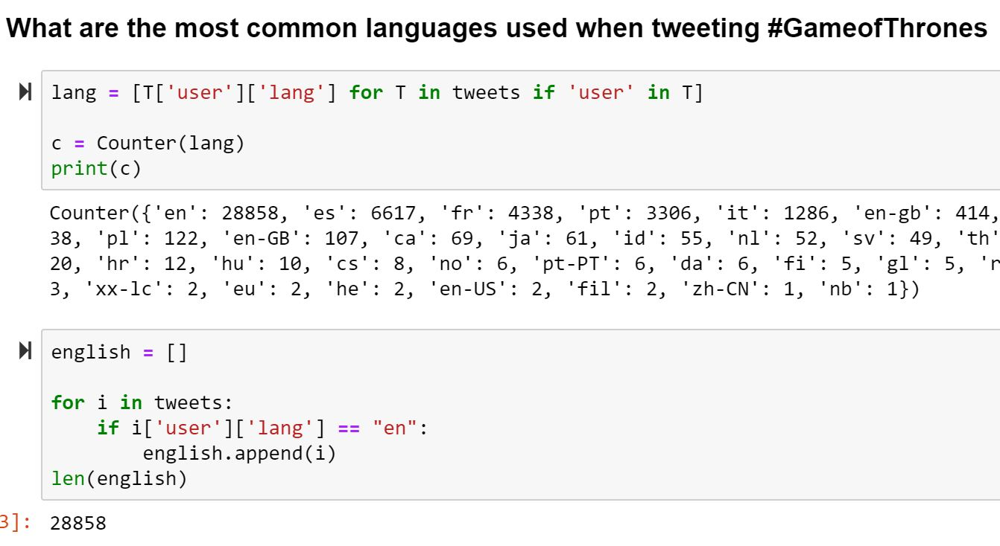 What are the most common languages used when tweeting #GameofThrones
lang = [T['user']['lang'] for T in tweets if 'user' in T]
c = Counter(lang)
print(c)
Counter({'en': 28858, 'es': 6617, 'fr': 4338, 'pt': 3306, 'it': 1286, 'en-gb': 414,
38, 'pl': 122, 'en-GB': 107, 'ca': 69, 'ja': 61, 'id': 55, 'nl': 52, 'sv': 49, 'th'
20, 'hr': 12, 'hu': 10, 'cs': 8, 'no': 6, 'pt-PT': 6, 'da': 6, 'fi': 5, 'gl': 5, 'r
3, 'xx-lc': 2, 'eu': 2, 'he': 2, 'en-US': 2, 'fil': 2, 'zh-CN': 1, 'nb': 1})
english = []
for i in tweets:
    if i['user']['lang'] == "en":
        english.append(i)
len(english)
3]: 28858